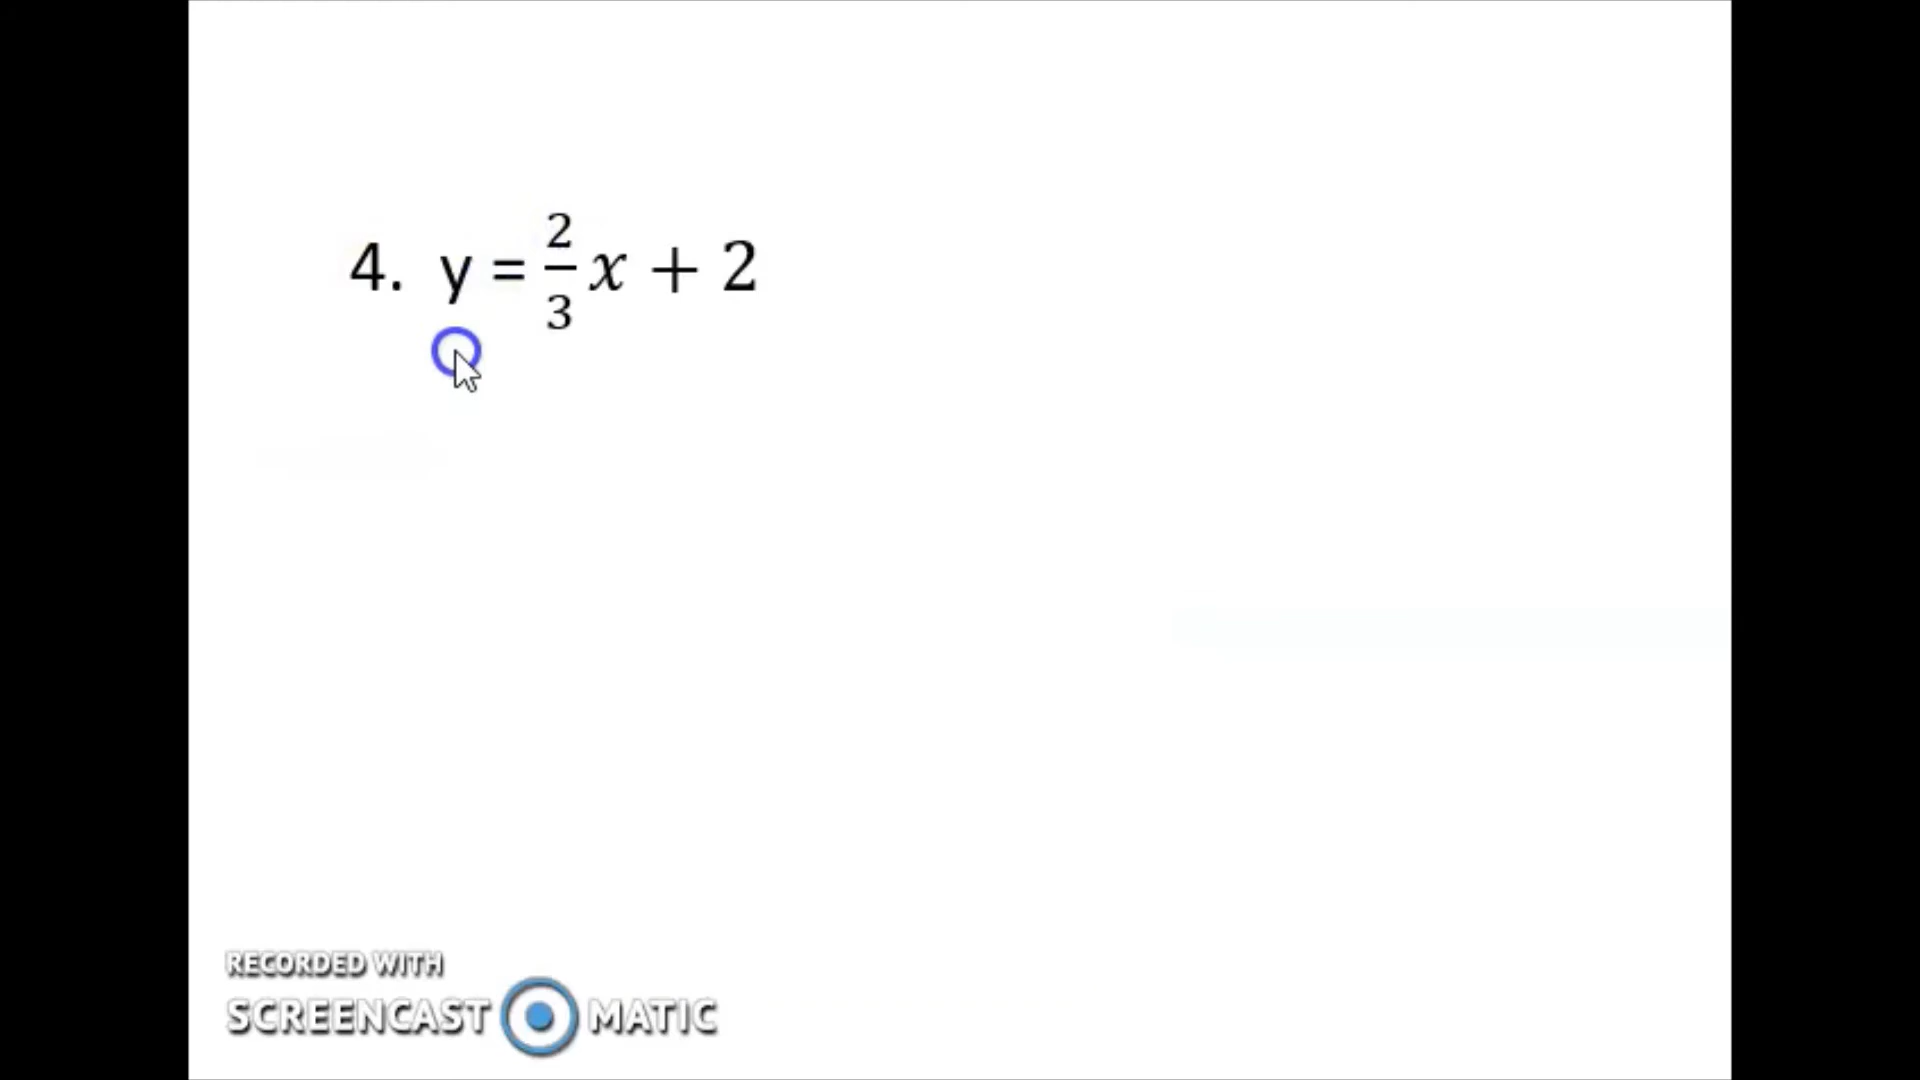 4. y = 2/3 x + 2
RECORDED WITH
SCREENCAST MATIC